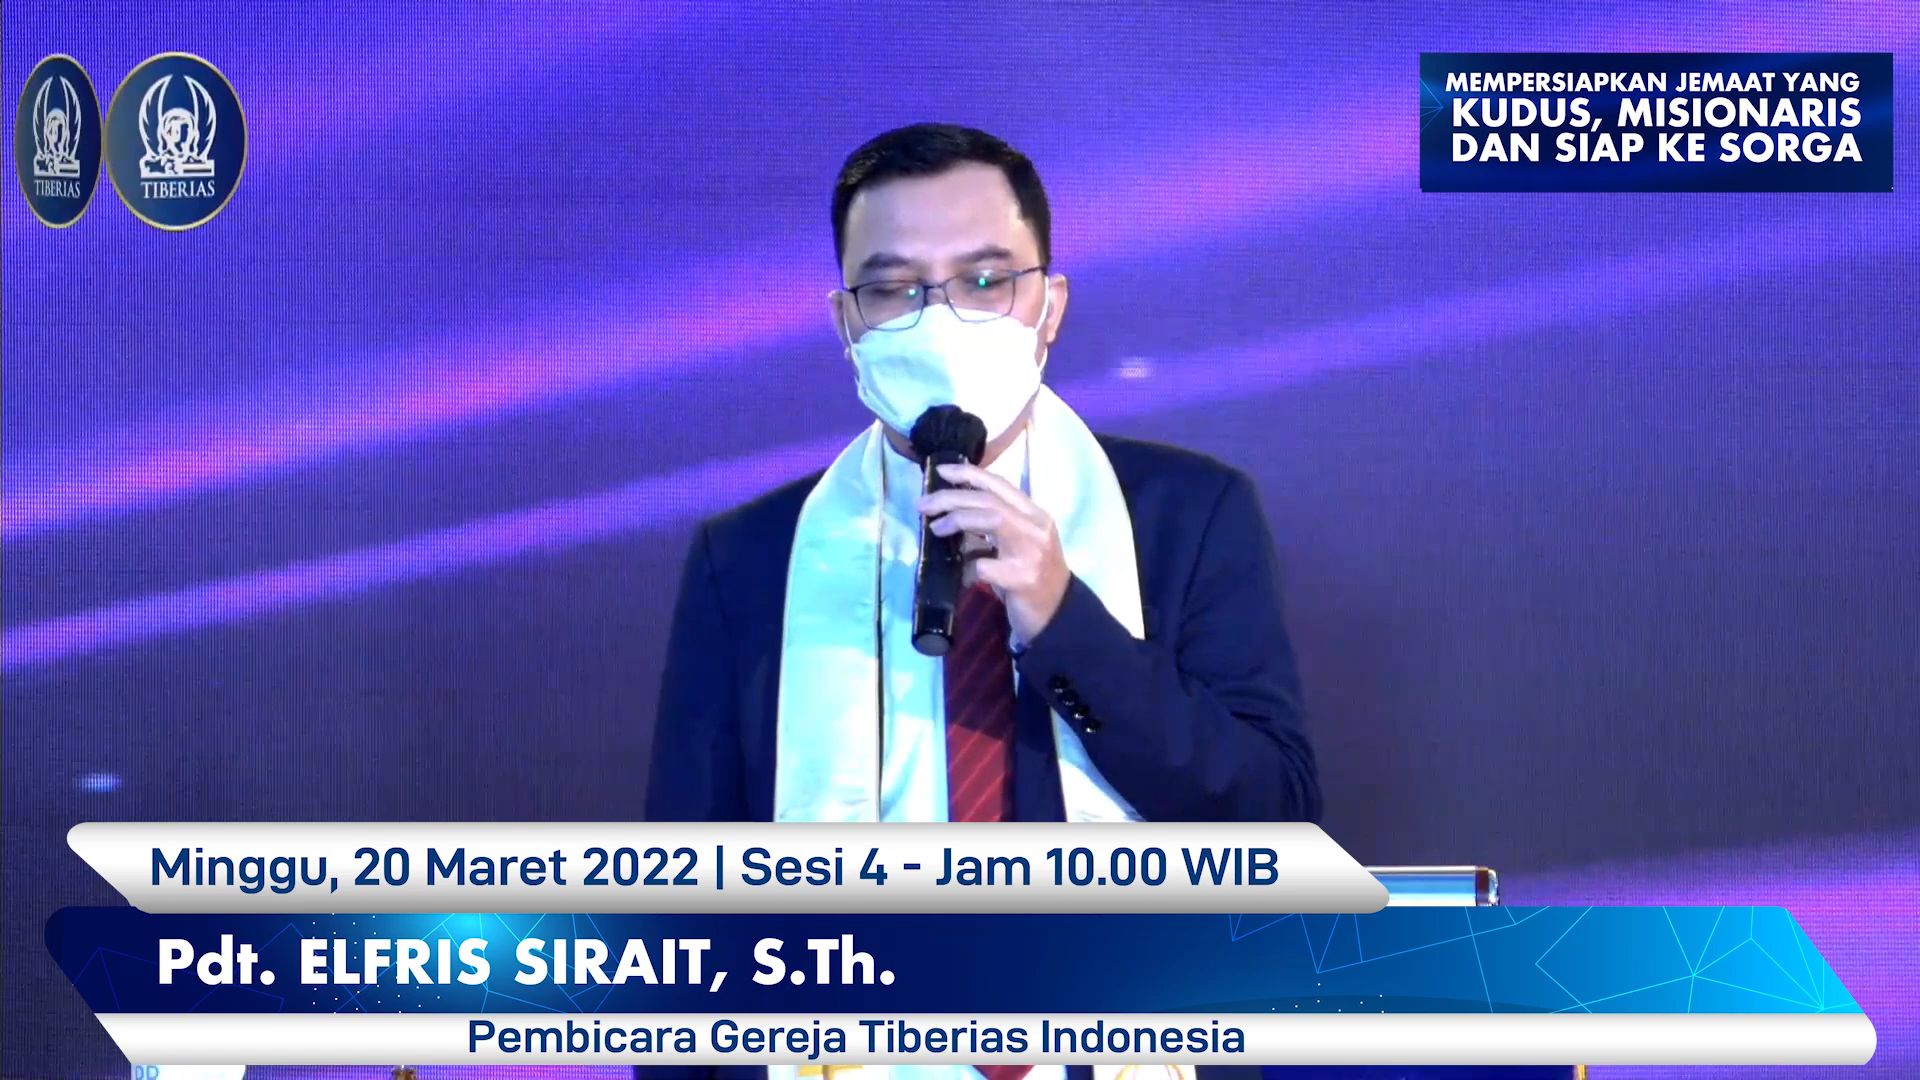 TIBERIAS
TIBERIAS
MEMPERSIAPKAN JEMAAT YANG
KUDUS, MISIONARIS
DAN SIAP KE SORGA
Minggu, 20 Maret 2022 | Sesi 4 - Jam 10.00 WIB
Pdt. ELFRIS SIRAIT, S.Th.
Pembicara Gereja Tiberias Indonesia